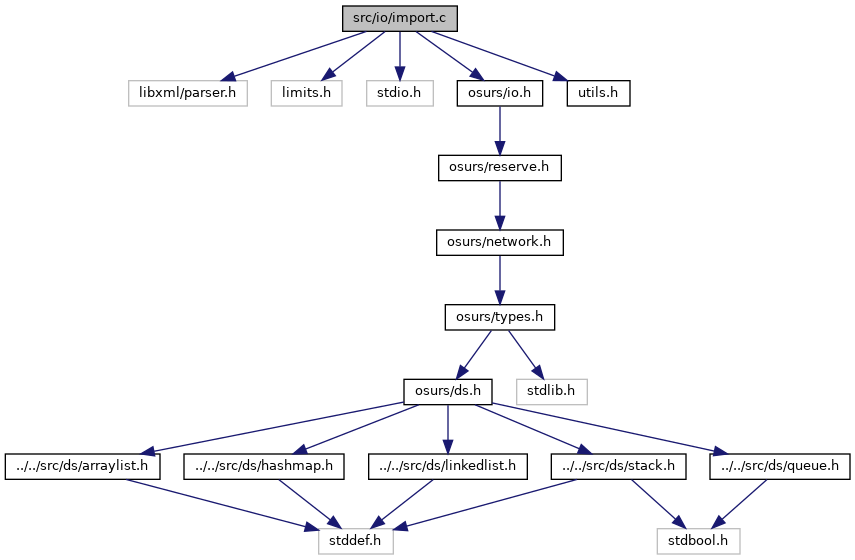 src/io/import.c
libxml/parser.h
limits.h
stdio.h
osurs/io.h
utils.h
osurs/reserve.h
osurs/network.h
osurs/types.h
osurs/ds.h
stdlib.h
../../src/ds/arraylist.h
../../src/ds/hashmap.h
../../src/ds/linkedlist.h
../../src/ds/stack.h
../../src/ds/queue.h
stddef.h
stdbool.h